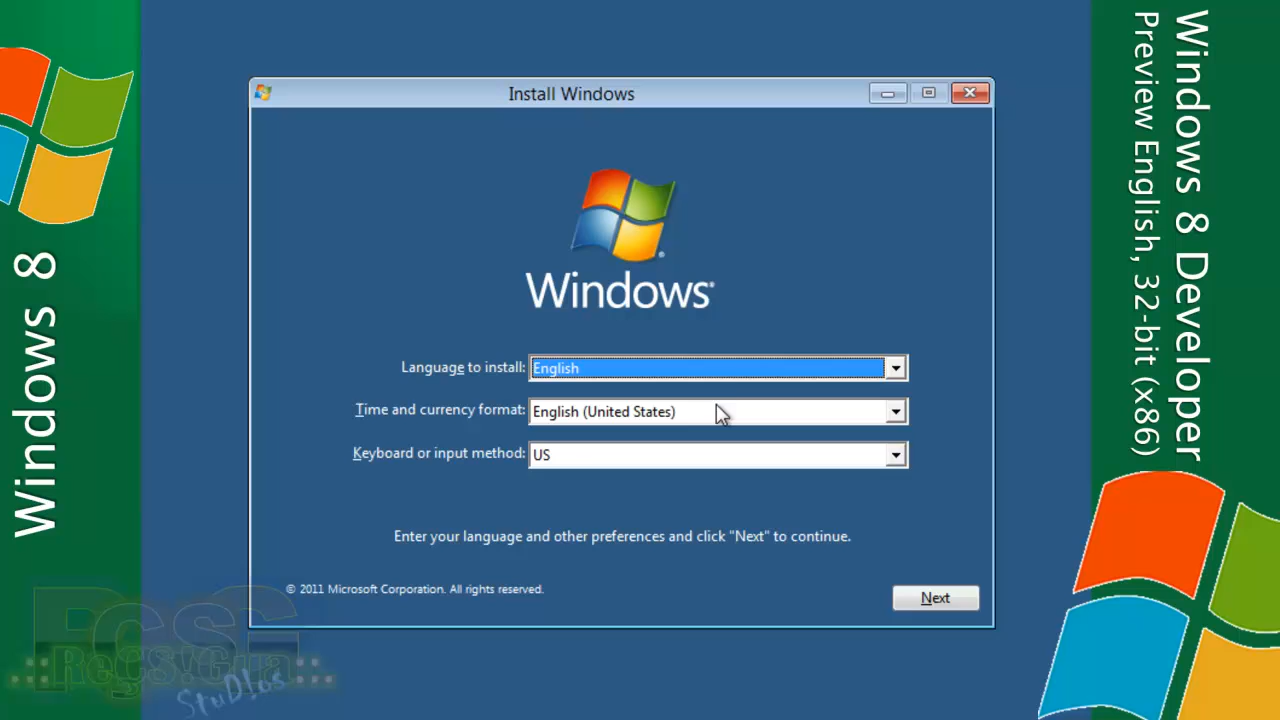 Windows 8
Install Windows
Windows®
Language to install: English
Time and currency format: English (United States)
Keyboard or input method: US
Enter your language and other preferences and click "Next" to continue.
© 2011 Microsoft Corporation. All rights reserved.
Next
Windows 8 Developer
Preview English, 32-bit (x86)
StuD!os